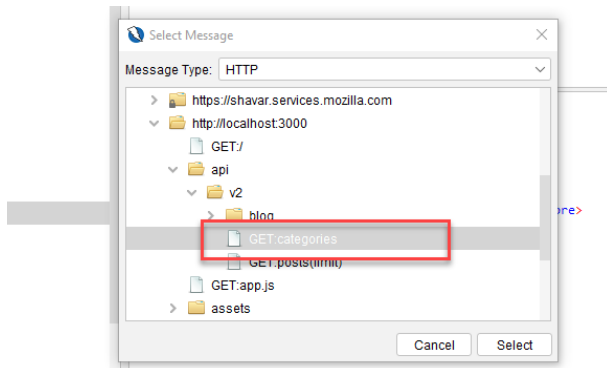 Select Message
Message Type: HTTP
https://shavar.services.mozilla.com
http://localhost:3000
GET:/
api
v2
blog
GET:categories
GET:posts(limit)
GET:app.js
assets
Cancel Select